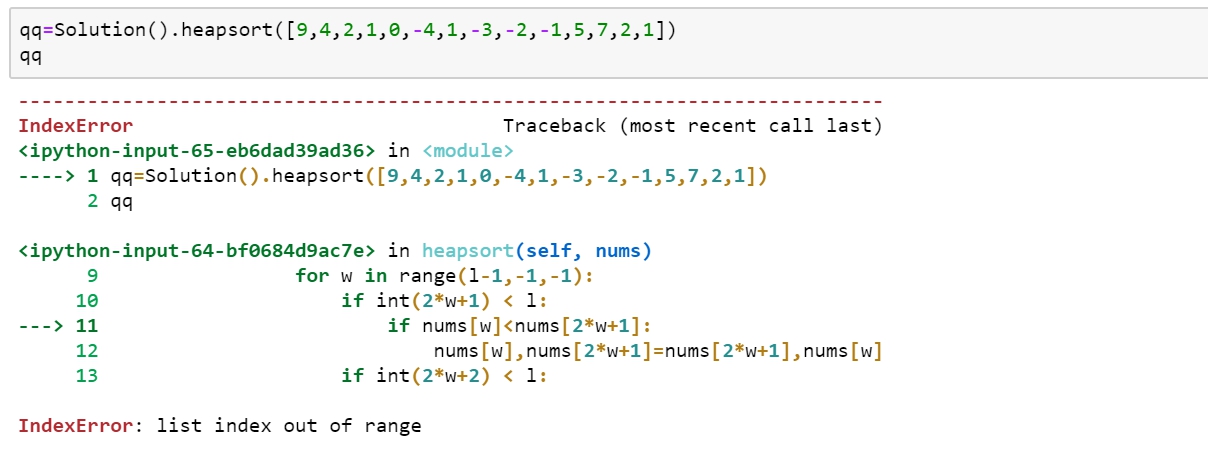 qq=Solution().heapsort([9,4,2,1,0,-4,1,-3,-2,-1,5,7,2,1])
qq
---------------------------------------------------------------------------
IndexError                                Traceback (most recent call last)
<ipython-input-65-eb6dad39ad36> in <module>
----> 1 qq=Solution().heapsort([9,4,2,1,0,-4,1,-3,-2,-1,5,7,2,1])
      2 qq

<ipython-input-64-bf0684d9ac7e> in heapsort(self, nums)
      9                 for w in range(l-1,-1,-1):
     10                     if int(2*w+1) < l:
---> 11                         if nums[w]<nums[2*w+1]:
     12                             nums[w],nums[2*w+1]=nums[2*w+1],nums[w]
     13                     if int(2*w+2) < l:

IndexError: list index out of range